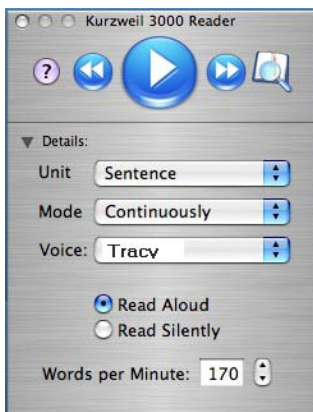 Kurzweil 3000 Reader
?
Details:
Unit Sentence
Mode Continuously
Voice: Tracy
Read Aloud
Read Silently
Words per Minute: 170